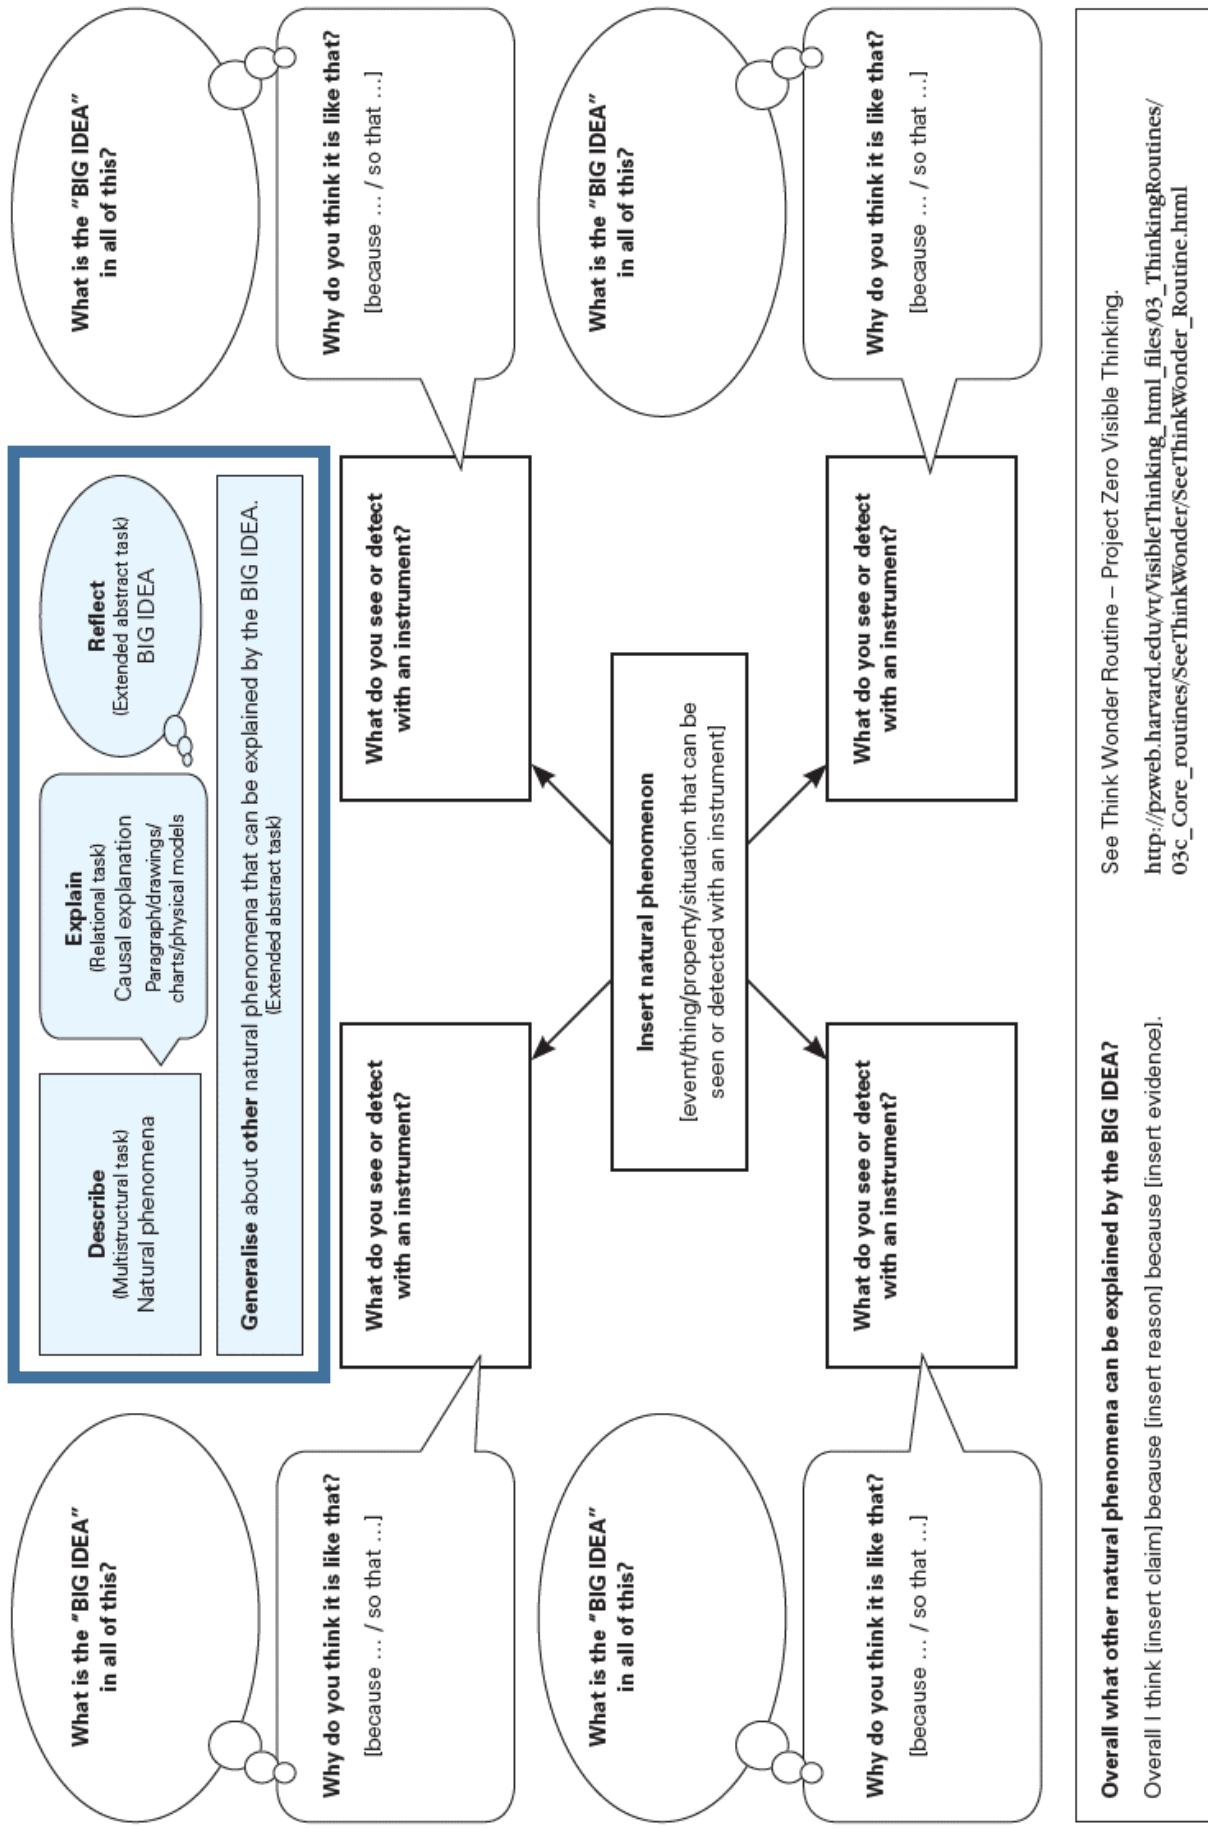 What is the “BIG IDEA”
in all of this?
Why do you think it is like that?
[because … / so that …]
Describe
(Multistructural task)
Natural phenomena
Explain
(Relational task)
Causal explanation
Paragraph/drawings/
charts/physical models
Reflect
(Extended abstract task)
BIG IDEA
Generalise about other natural phenomena that can be explained by the BIG IDEA.
(Extended abstract task)
What is the “BIG IDEA”
in all of this?
Why do you think it is like that?
[because … / so that …]
What do you see or detect
with an instrument?
What do you see or detect
with an instrument?
Insert natural phenomenon
[event/thing/property/situation that can be
seen or detected with an instrument]
What is the “BIG IDEA”
in all of this?
Why do you think it is like that?
[because … / so that …]
What do you see or detect
with an instrument?
What do you see or detect
with an instrument?
What is the “BIG IDEA”
in all of this?
Why do you think it is like that?
[because … / so that …]
Overall what other natural phenomena can be explained by the BIG IDEA?
Overall I think [insert claim] because [insert reason] because [insert evidence].
See Think Wonder Routine – Project Zero Visible Thinking.
http://pzweb.harvard.edu/vt/VisibleThinking_html_files/03_ThinkingRoutines/
03c_Core_routines/SeeThinkWonder/SeeThinkWonder_Routine.html